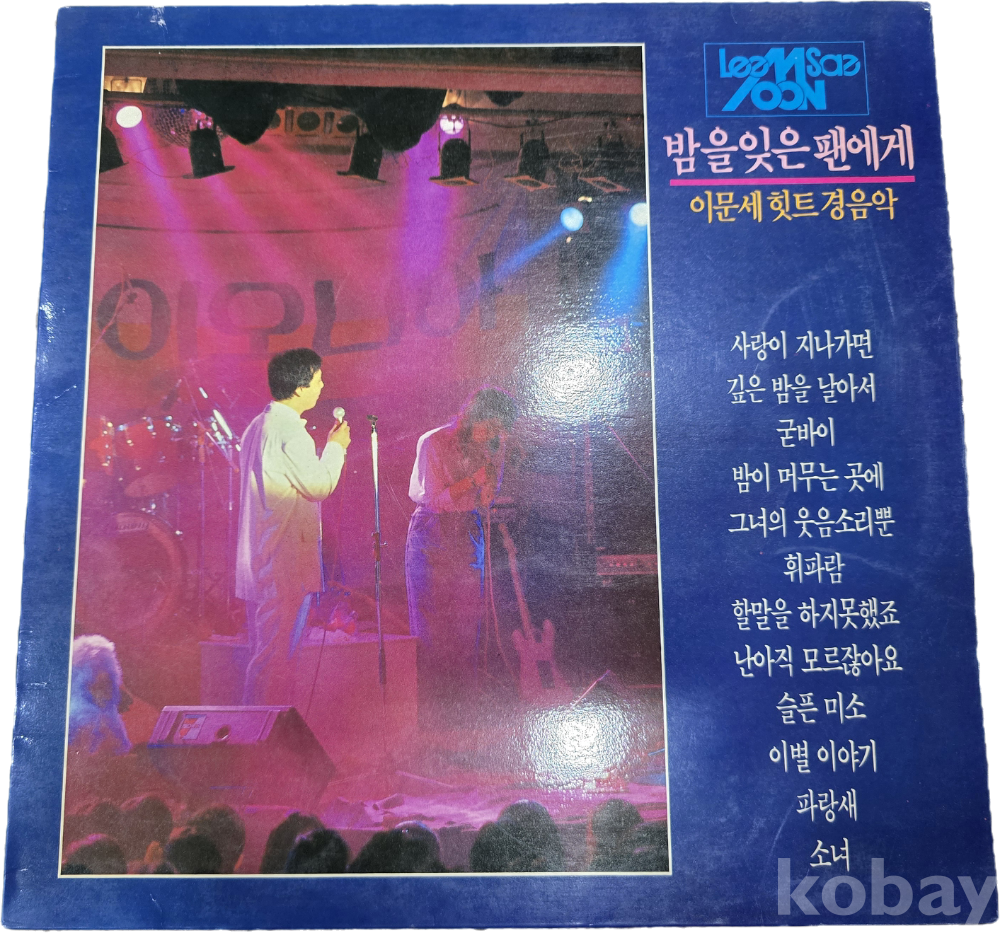 Lee M Sae
MOON
밤을 잊은 팬에게
이문세 힛트 경음악
사랑이 지나가면
깊은 밤을 날아서
굳바이
밤이 머무는 곳에
그녀의 웃음소리뿐
휘파람
할말을 하지못했죠
난아직 모르잖아요
슬픈 미소
이별 이야기
파랑새
소녀
kobay